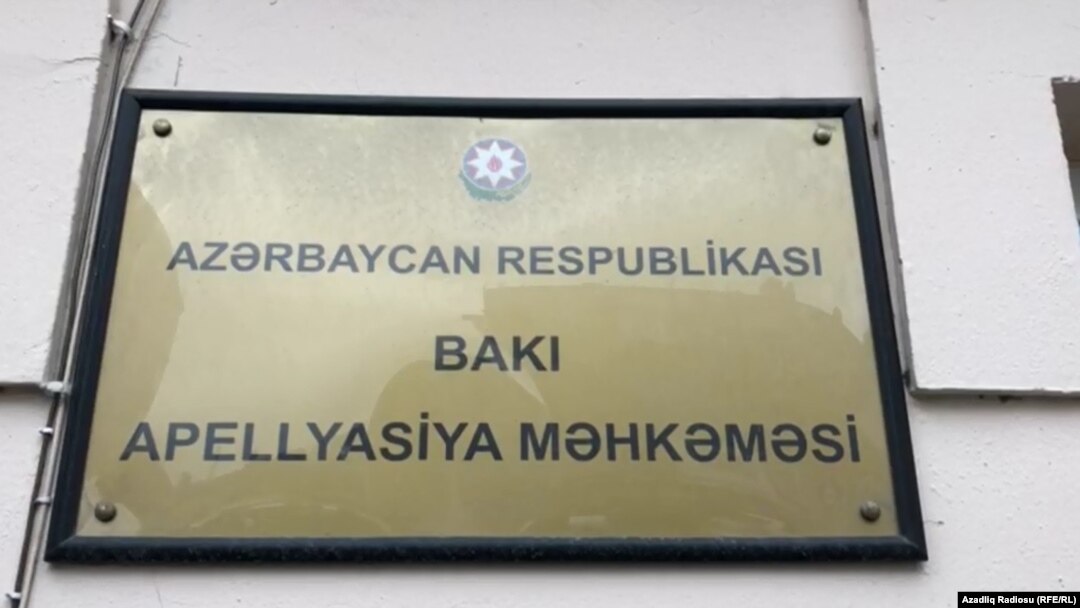 AZƏRBAYCAN RESPUBLİKASI
BAKI
APELLYASİYA MƏHKƏMƏSİ
Azadliq Radiosu (RFE/RL)